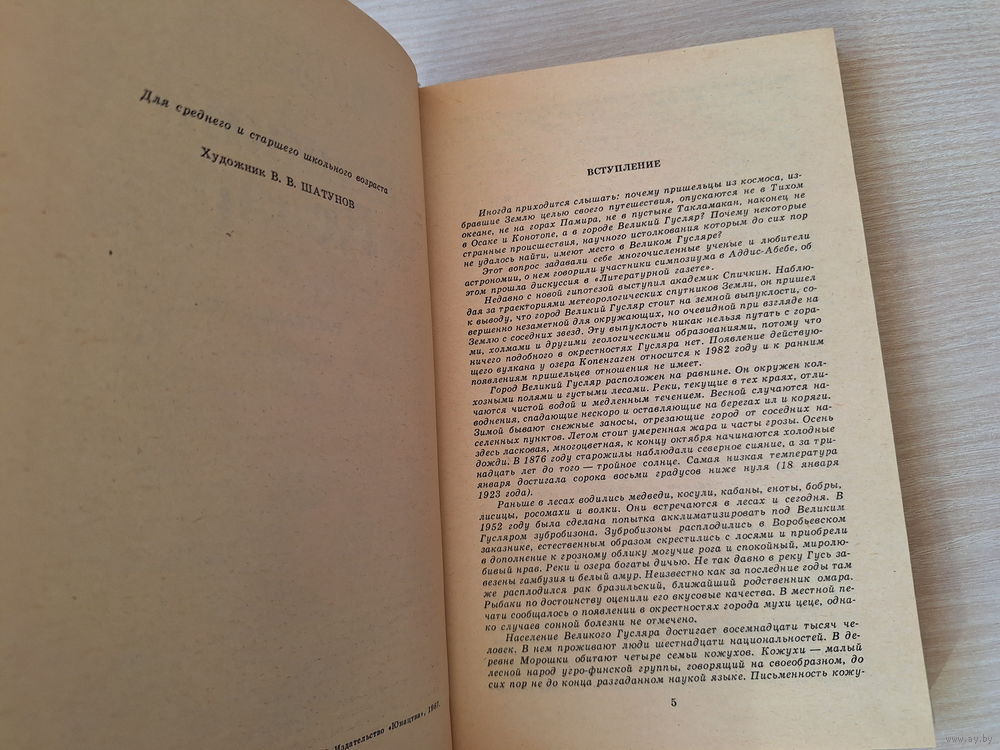 Для среднего и старшего школьного возраста
Художник В. В. ШАТУНОВ
Издательство «Юнацтва», 1987.
ВСТУПЛЕНИЕ
Иногда приходится слышать: почему пришельцы из космоса, из-
бравшие Землю целью своего путешествия, опускаются не в Тихом
океане, не на горах Памира, не в пустыне Такламакан, наконец не
в Осаке и Конотопе, а в городе Великий Гусляр? Почему некоторые
странные происшествия, научного истолкования которым до сих пор
не удалось найти, имеют место в Великом Гусляре?
Этот вопрос задавали себе многочисленные ученые и любители
астрономии, о нем говорили участники симпозиума в Аддис-Абебе, об
этом прошла дискуссия в «Литературной газете».
Недавно с новой гипотезой выступил академик Спичкин. Наблю-
дая за траекториями метеорологических спутников Земли, он пришел
к выводу, что город Великий Гусляр стоит на земной выпуклости, со-
вершенно незаметной для окружающих, но очевидной при взгляде на
Землю с соседних звезд. Эту выпуклость никак нельзя путать с гора-
ми, холмами и другими геологическими образованиями, потому что
ничего подобного в окрестностях Гусляра нет. Появление действую-
щего вулкана у озера Копенгаген относится к 1982 году и к ранним
появлениям пришельцев отношения не имеет.
Город Великий Гусляр расположен на равнине. Он окружен кол-
хозными полями и густыми лесами. Реки, текущие в тех краях, отли-
чаются чистой водой и медленным течением. Весной случаются на-
воднения, спадающие нескоро и оставляющие на берегах ил и коряги.
Зимой бывают снежные заносы, отрезающие город от соседних на-
селенных пунктов. Летом стоит умеренная жара и часты грозы. Осень
здесь ласковая, многоцветная, к концу октября начинаются холодные
дожди. В 1876 году старожилы наблюдали северное сияние, а за три-
надцать лет до того — тройное солнце. Самая низкая температура
января достигала сорока восьми градусов ниже нуля (18 января
1923 года).
Раньше в лесах водились медведи, косули, кабаны, еноты, бобры,
лисицы, росомахи и волки. Они встречаются в лесах и сегодня. В
1952 году была сделана попытка акклиматизировать под Великим
Гусляром зубробизона. Зубробизоны расплодились в Воробьевском
заказнике, естественным образом скрестились с лосями и приобрели
в дополнение к грозному облику могучие рога и спокойный, миролю-
бивый нрав. Реки и озера богаты дичью. Не так давно в реку Гусь за-
везены гамбузия и белый амур. Неизвестно как за последние годы там
же расплодился рак бразильский, ближайший родственник омара.
Рыбаки по достоинству оценили его вкусовые качества. В местной пе-
чати сообщалось о появлении в окрестностях города мухи цеце, одна-
ко случаев сонной болезни не отмечено.
Население Великого Гусляра достигает восемнадцати тысяч че-
ловек. В нем проживают люди шестнадцати национальностей. В де-
ревне Морошки обитают четыре семьи кожухов. Кожухи — малый
лесной народ угро-финской группы, говорящий на своеобразном, до
сих пор не до конца разгаданном наукой языке. Письменность кожу-
5
www.ay.by